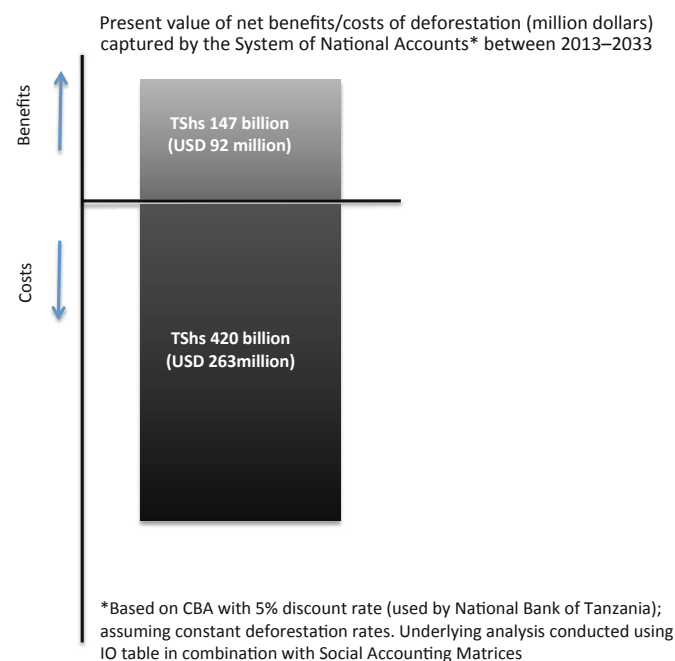 Present value of net benefits/costs of deforestation (million dollars)
captured by the System of National Accounts* between 2013–2033
Benefits
TShs 147 billion
(USD 92 million)
Costs
TShs 420 billion
(USD 263million)
*Based on CBA with 5% discount rate (used by National Bank of Tanzania);
assuming constant deforestation rates. Underlying analysis conducted using
IO table in combination with Social Accounting Matrices